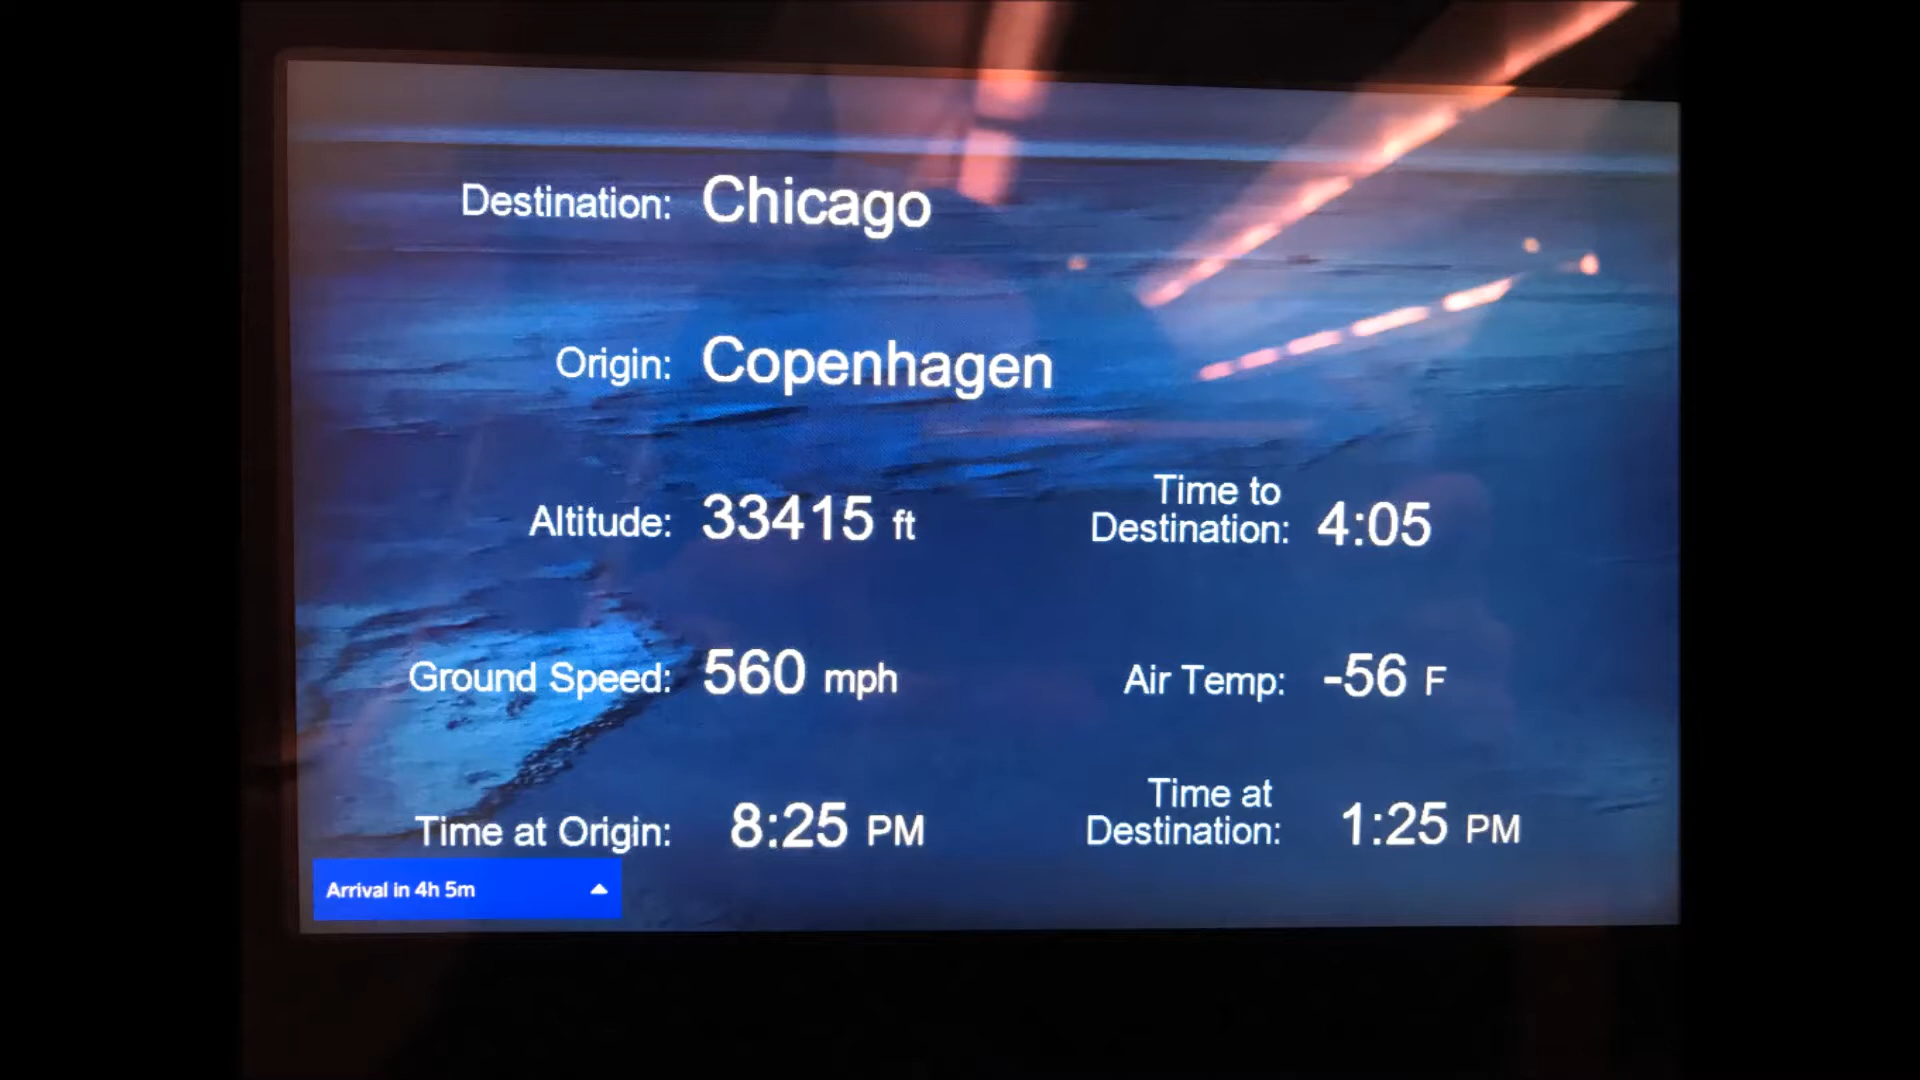 Destination: Chicago
Origin: Copenhagen
Altitude: 33415 ft
Time to
Destination: 4:05
Ground Speed: 560 mph
Air Temp: -56 F
Time at Origin: 8:25 PM
Time at
Destination: 1:25 PM
Arrival in 4h 5m